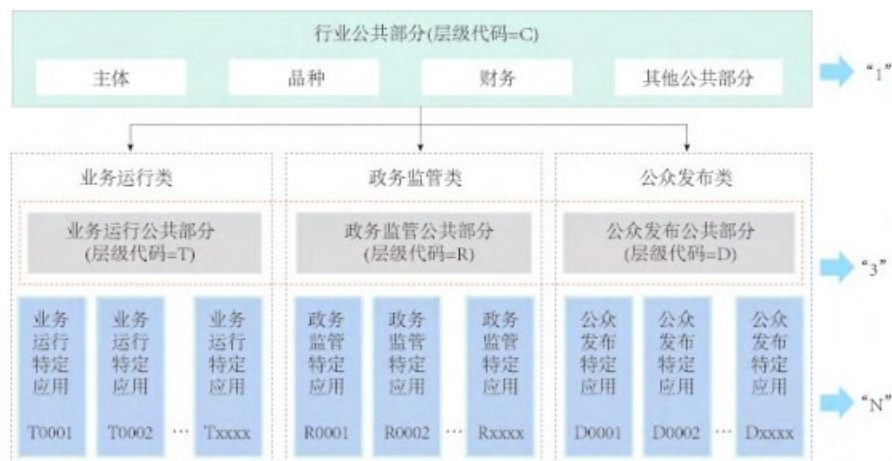 行业公共部分(层级代码=C)
主体 品种 财务 其他公共部分
“1”
业务运行类 政务监管类 公众发布类
业务运行公共部分
(层级代码=T)
政务监管公共部分
(层级代码=R)
公众发布公共部分
(层级代码=D)
“3”
业务
运行
特定
应用
T0001
业务
运行
特定
应用
T0002
…
业务
运行
特定
应用
Txxxx
政务
监管
特定
应用
R0001
政务
监管
特定
应用
R0002
…
政务
监管
特定
应用
Rxxxx
公众
发布
特定
应用
D0001
公众
发布
特定
应用
D0002
…
公众
发布
特定
应用
Dxxxx
“N”